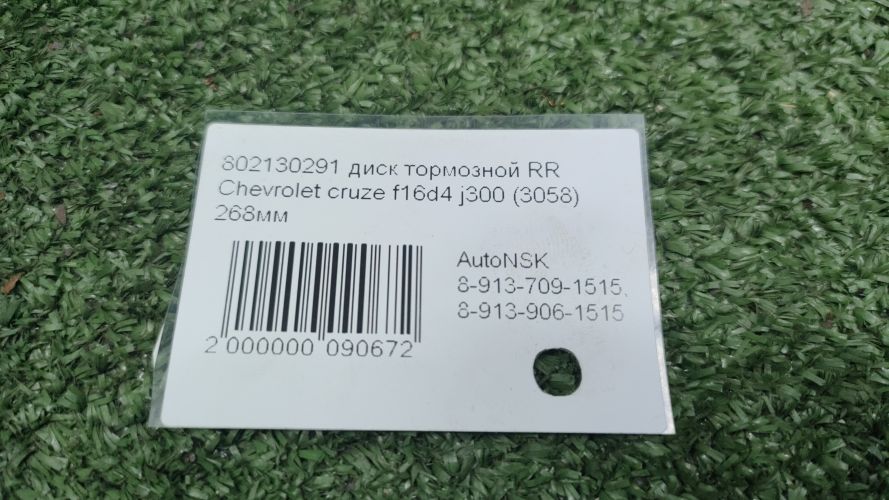 802130291 диск тормозной RR
Chevrolet cruze f16d4 j300 (3058)
268мм
AutoNSK
8-913-709-1515,
8-913-906-1515
2 000000 090672